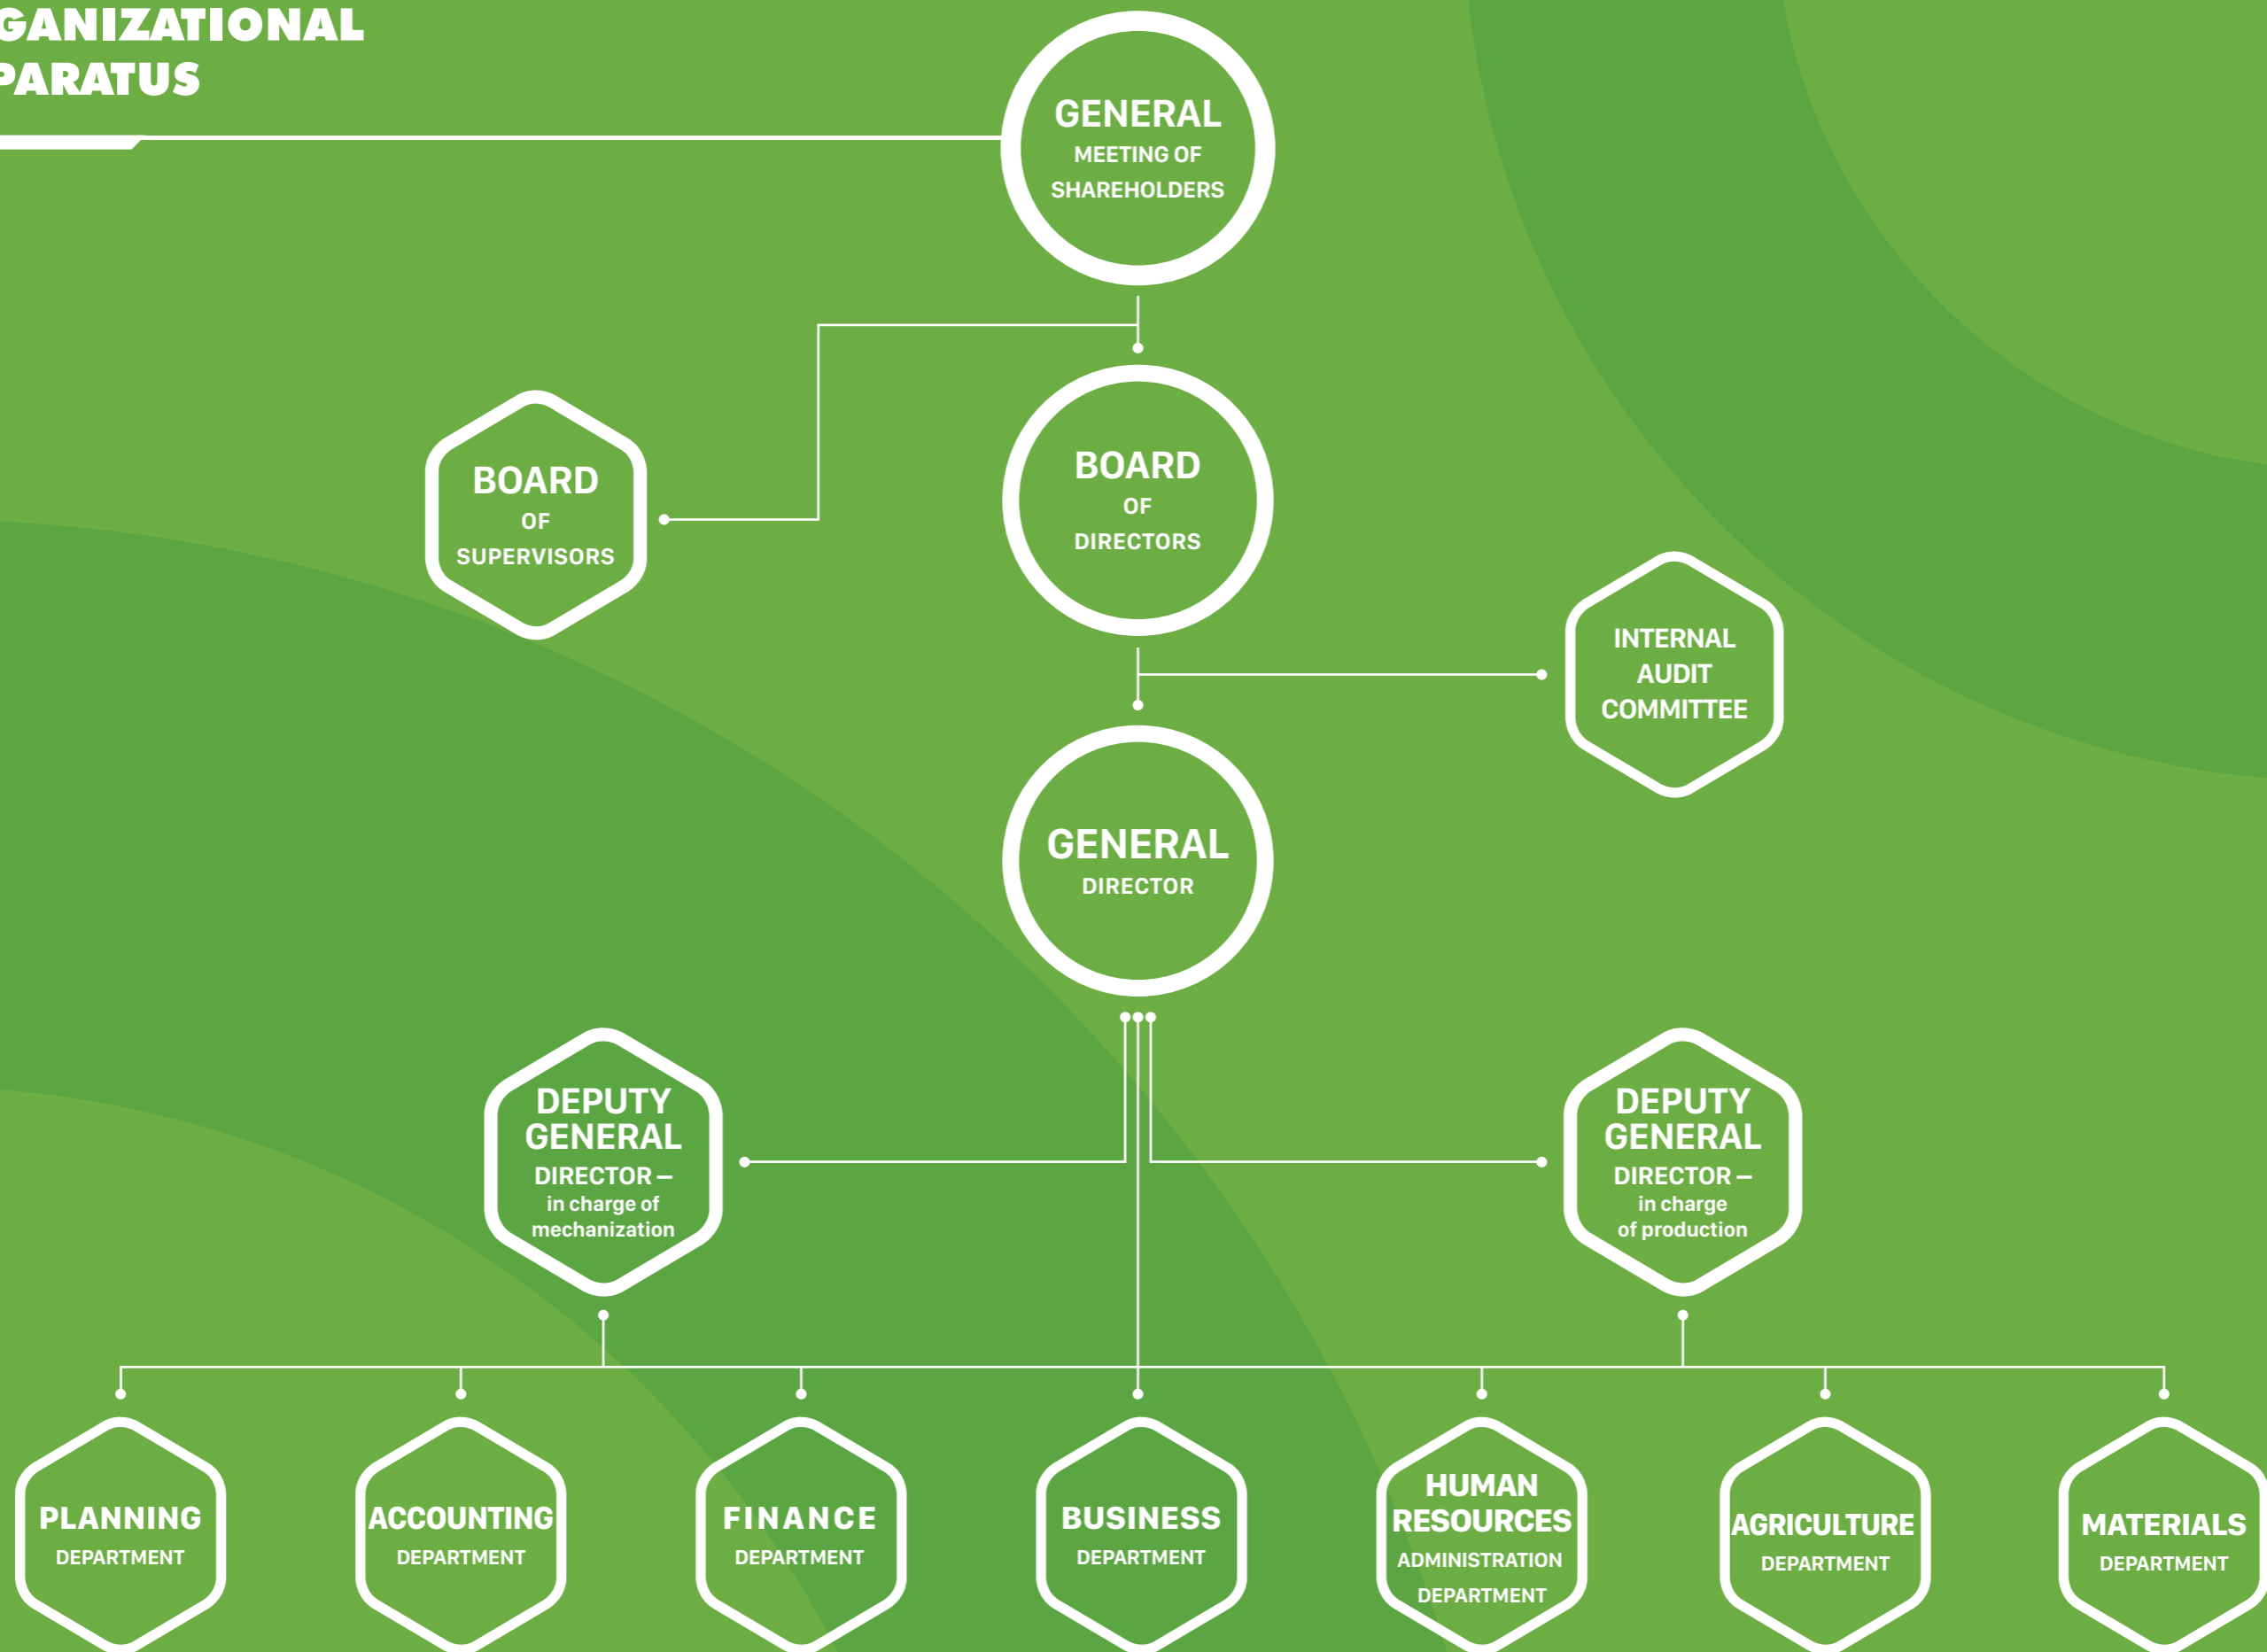 GANIZATIONAL
PARATUS
GENERAL
MEETING OF
SHAREHOLDERS
BOARD
OF
SUPERVISORS
BOARD
OF
DIRECTORS
INTERNAL
AUDIT
COMMITTEE
GENERAL
DIRECTOR
DEPUTY
GENERAL
DIRECTOR –
in charge of
mechanization
DEPUTY
GENERAL
DIRECTOR –
in charge
of production
PLANNING
DEPARTMENT
ACCOUNTING
DEPARTMENT
FINANCE
DEPARTMENT
BUSINESS
DEPARTMENT
HUMAN
RESOURCES
ADMINISTRATION
DEPARTMENT
AGRICULTURE
DEPARTMENT
MATERIALS
DEPARTMENT